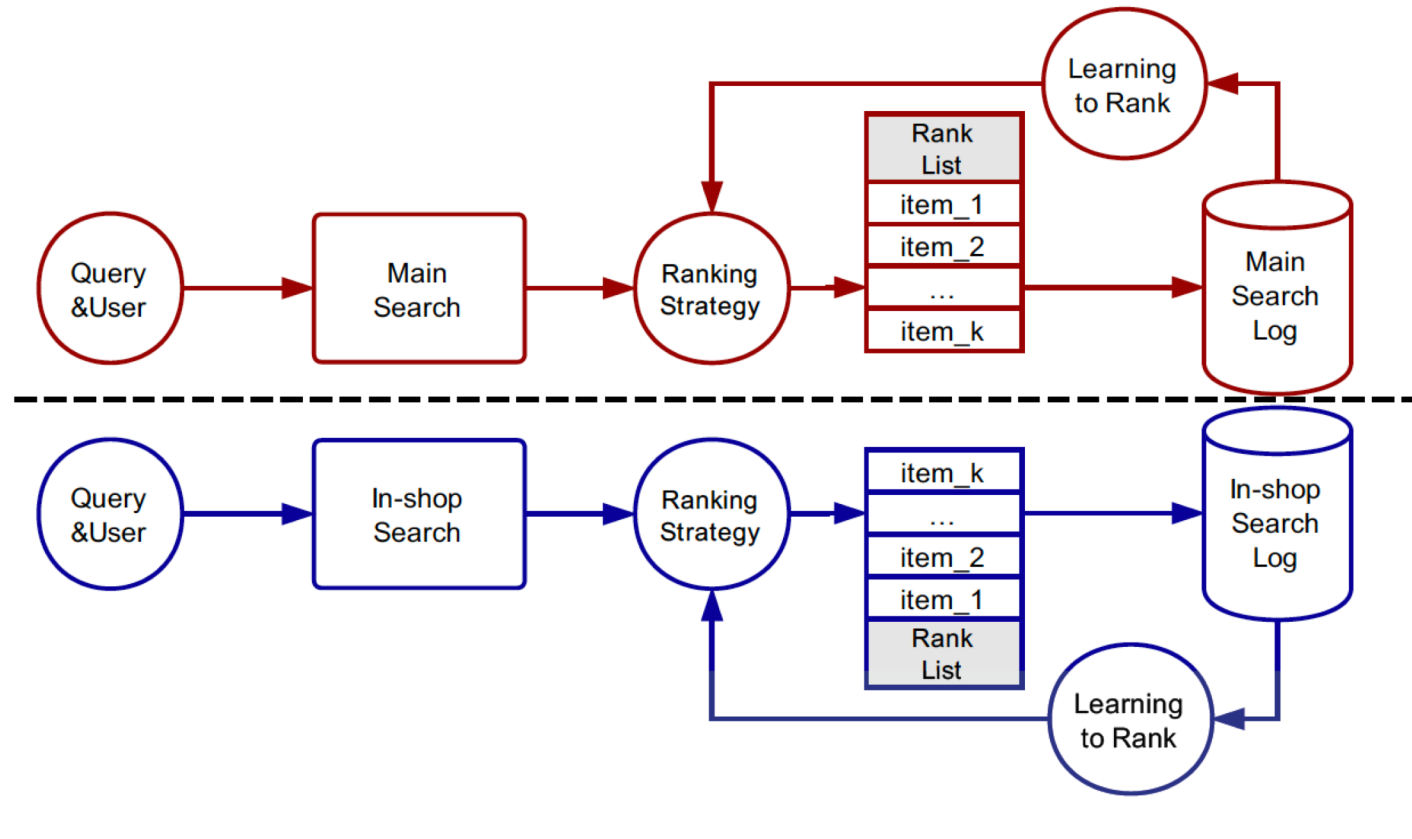 Learning
to Rank
Rank
List
item_1
item_2
...
item_k
Query
&User
Main
Search
Ranking
Strategy
Main
Search
Log
Query
&User
In-shop
Search
Ranking
Strategy
item_k
...
item_2
item_1
Rank
List
In-shop
Search
Log
Learning
to Rank